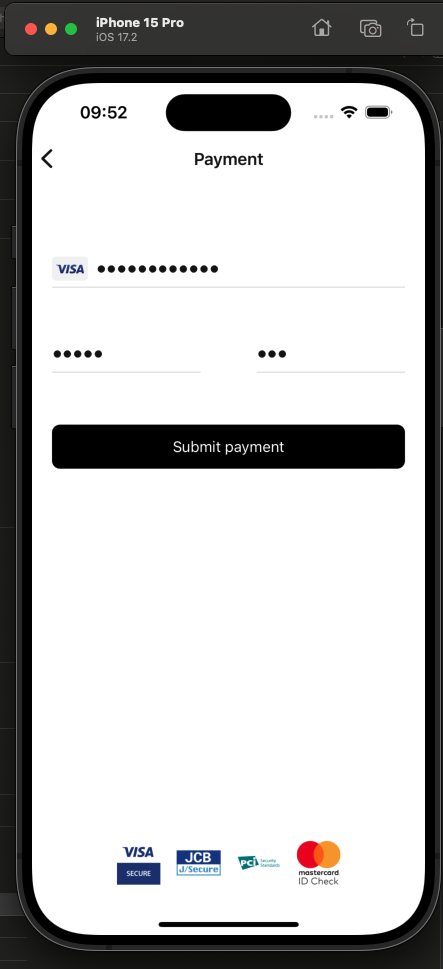 iPhone 15 Pro
iOS 17.2
09:52
Payment
VISA ●●●●●●●●●●●●
●●●●● ●●●
Submit payment
VISA
SECURE
JCB
J/Secure
PCI Security
Standards
mastercard
ID Check